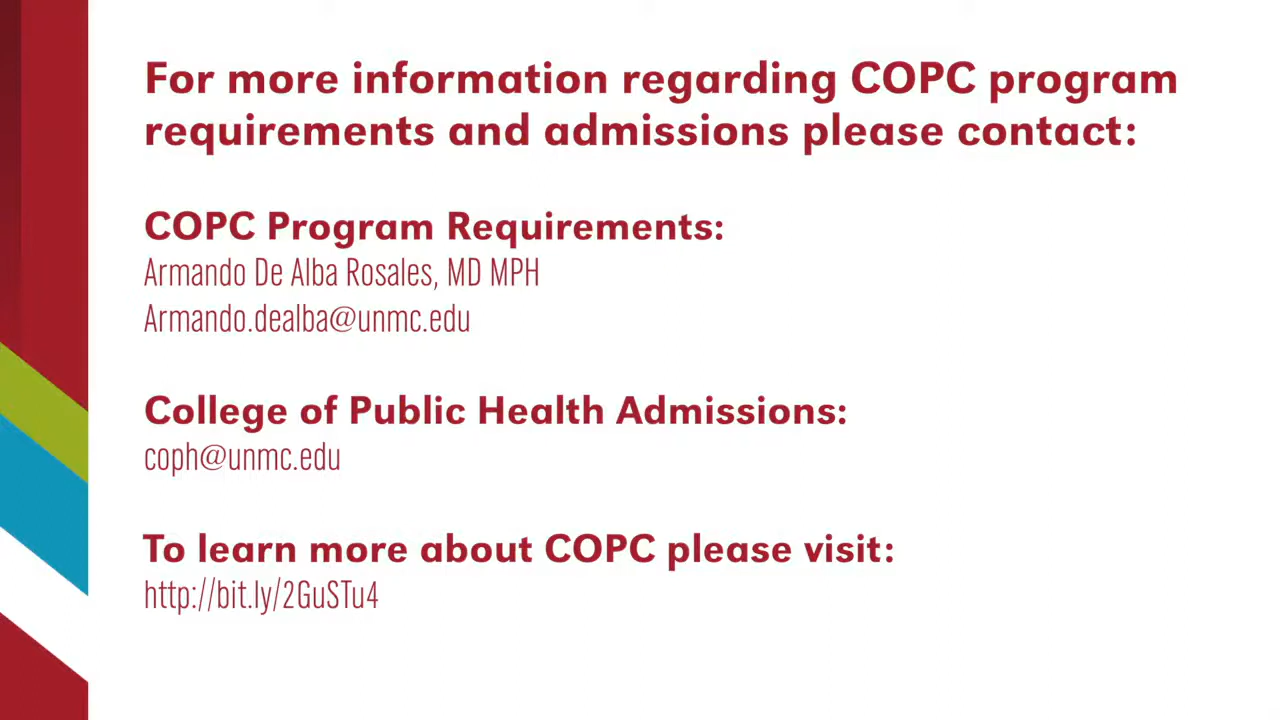 For more information regarding COPC program
requirements and admissions please contact:
COPC Program Requirements:
Armando De Alba Rosales, MD MPH
Armando.dealba@unmc.edu
College of Public Health Admissions:
coph@unmc.edu
To learn more about COPC please visit:
http://bit.ly/2GuSTu4